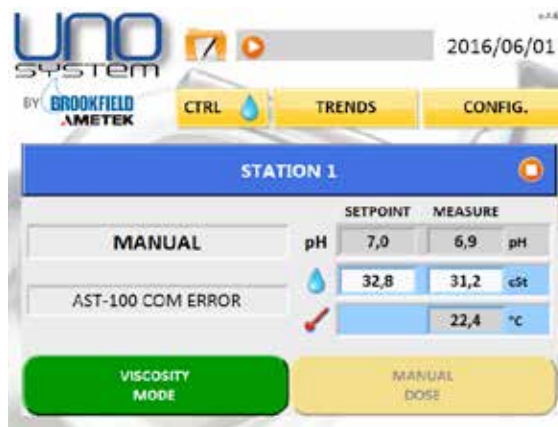 UNO
SYSTEM
2016/06/01
BY BROOKFIELD
AMETEK
CTRL
TRENDS
CONFIG.
STATION 1
SETPOINT MEASURE
MANUAL
pH 7,0 6,9 pH
32,8 31,2 cSt
AST-100 COM ERROR
22,4 °C
VISCOSITY
MODE
MANUAL
DOSE